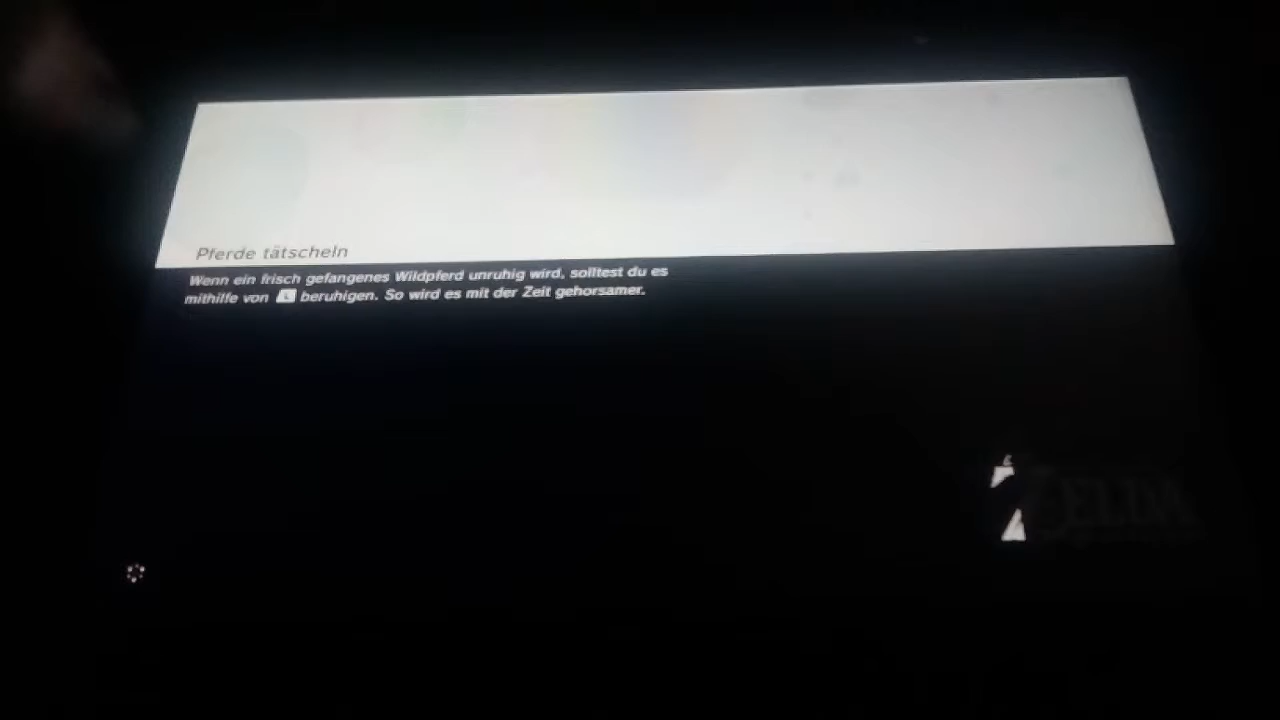 Pferde tätscheln
Wenn ein frisch gefangenes Wildpferd unruhig wird, solltest du es
mithilfe von L beruhigen. So wird es mit der Zeit gehorsamer.
ZELDA